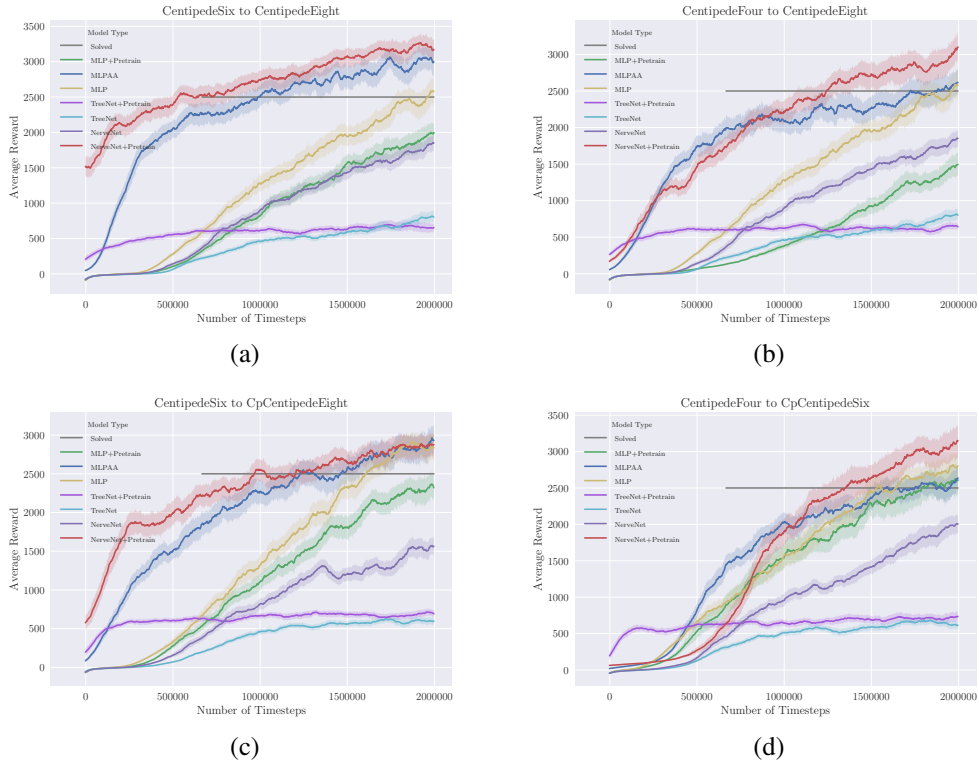 CentipedeSix to CentipedeEight
Model Type
Solved
MLP+Pretrain
MLPAA
MLP
TreeNet+Pretrain
TreeNet
NerveNet
NerveNet+Pretrain
3500
3000
2500
2000
1500
1000
500
0
Average Reward
0 500000 1000000 1500000 2000000
Number of Timesteps
(a)
CentipedeFour to CentipedeEight
Model Type
Solved
MLP+Pretrain
MLPAA
MLP
TreeNet+Pretrain
TreeNet
NerveNet
NerveNet+Pretrain
3000
2500
2000
1500
1000
500
0
Average Reward
0 500000 1000000 1500000 2000000
Number of Timesteps
(b)
CentipedeSix to CpCentipedeEight
Model Type
Solved
MLP+Pretrain
MLPAA
MLP
TreeNet+Pretrain
TreeNet
NerveNet
NerveNet+Pretrain
3000
2500
2000
1500
1000
500
0
Average Reward
0 500000 1000000 1500000 2000000
Number of Timesteps
(c)
CentipedeFour to CpCentipedeSix
Model Type
Solved
MLP+Pretrain
MLPAA
MLP
TreeNet+Pretrain
TreeNet
NerveNet
NerveNet+Pretrain
3500
3000
2500
2000
1500
1000
500
0
Average Reward
0 500000 1000000 1500000 2000000
Number of Timesteps
(d)